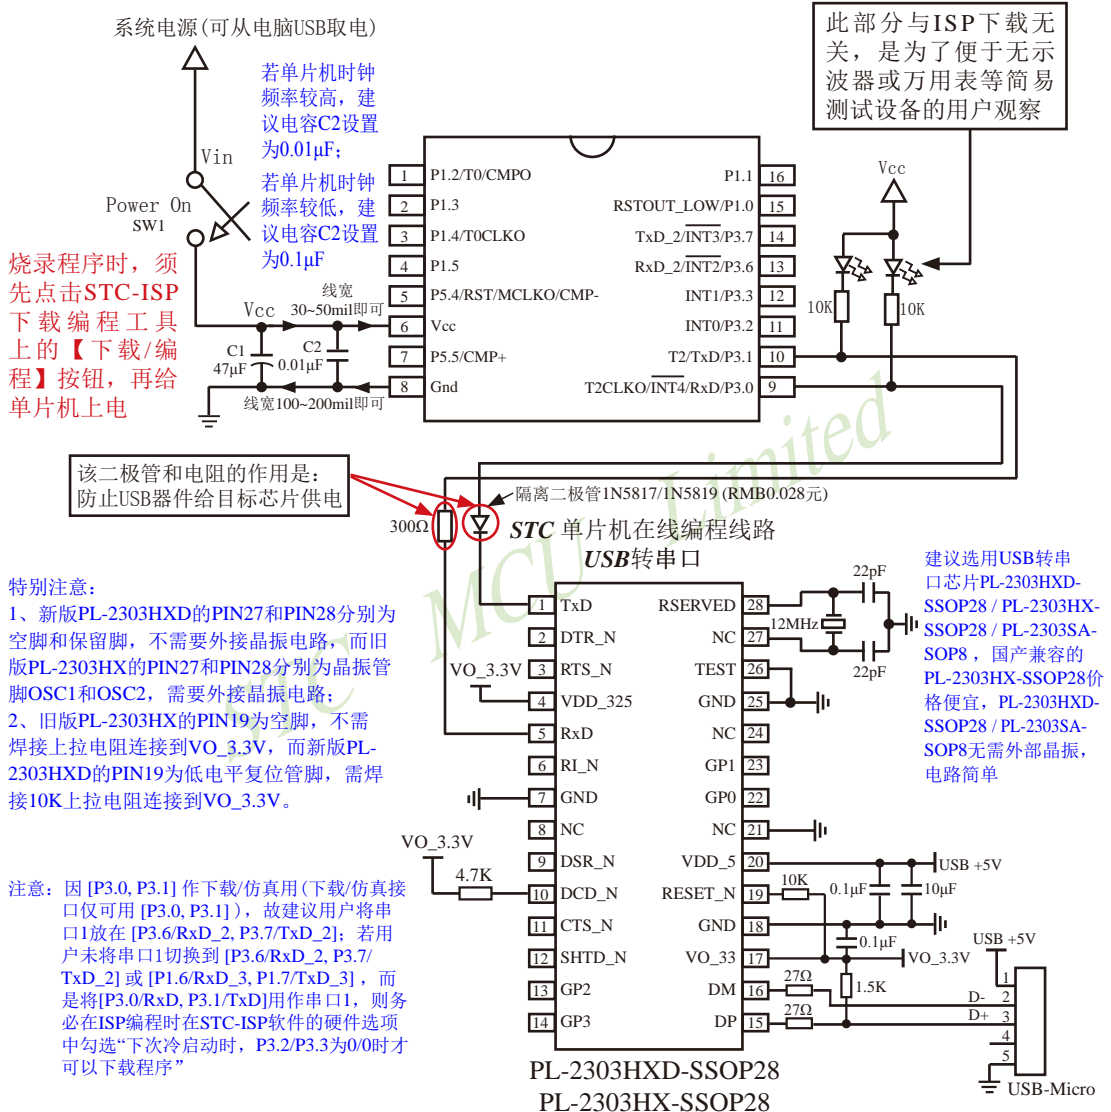 系统电源(可从电脑USB取电)
若单片机时钟
频率较高，建
议电容C2设置
为0.01μF；
若单片机时钟
频率较低，建
议电容C2设置
为0.1μF
此部分与ISP下载无
关，是为了便于无示
波器或万用表等简易
测试设备的用户观察
Vin
Power On
SW1
烧录程序时，须
先点击STC-ISP
下载编程工具
上的【下载/编
程】按钮，再给
单片机上电
Vcc
线宽
30~50mil即可
C1
47μF
C2
0.01μF
线宽100~200mil即可
1 P1.2/T0/CMPO
2 P1.3
3 P1.4/T0CLKO
4 P1.5
5 P5.4/RST/MCLKO/CMP-
6 Vcc
7 P5.5/CMP+
8 Gnd
P1.1 16
RSTOUT_LOW/P1.0 15
TxD_2/INT3/P3.7 14
RxD_2/INT2/P3.6 13
INT1/P3.3 12
INT0/P3.2 11
T2/TxD/P3.1 10
T2CLKO/INT4/RxD/P3.0 9
Vcc
10K
10K
该二极管和电阻的作用是：
防止USB器件给目标芯片供电
300Ω
隔离二极管1N5817/1N5819 (RMB0.028元)
STC 单片机在线编程线路
USB转串口
STC MCU Limited
特别注意：
1、新版PL-2303HXD的PIN27和PIN28分别为
空脚和保留脚，不需要外接晶振电路，而旧
版PL-2303HX的PIN27和PIN28分别为晶振管
脚OSC1和OSC2，需要外接晶振电路；
2、旧版PL-2303HX的PIN19为空脚，不需
焊接上拉电阻连接到VO_3.3V，而新版PL-
2303HXD的PIN19为低电平复位管脚，需焊
接10K上拉电阻连接到VO_3.3V。
VO_3.3V
VO_3.3V
4.7K
1 TxD
2 DTR_N
3 RTS_N
4 VDD_325
5 RxD
6 RI_N
7 GND
8 NC
9 DSR_N
10 DCD_N
11 CTS_N
12 SHTD_N
13 GP2
14 GP3
RSERVED 28
NC 27
TEST 26
GND 25
NC 24
GP1 23
GP0 22
NC 21
VDD_5 20
RESET_N 19
GND 18
VO_33 17
DM 16
DP 15
22pF
12MHz
22pF
建议选用USB转串
口芯片PL-2303HXD-
SSOP28 / PL-2303HX-
SSOP28 / PL-2303SA-
SOP8 ，国产兼容的
PL-2303HX-SSOP28价
格便宜，PL-2303HXD-
SSOP28 / PL-2303SA-
SOP8无需外部晶振，
电路简单
USB +5V
10K
0.1μF
10μF
0.1μF
VO_3.3V
27Ω
27Ω
1.5K
USB +5V
D-
D+
1
2
3
4
5
USB-Micro
注意：因 [P3.0, P3.1] 作下载/仿真用(下载/仿真接
口仅可用 [P3.0, P3.1] )，故建议用户将串
口1放在 [P3.6/RxD_2, P3.7/TxD_2]；若用
户未将串口1切换到 [P3.6/RxD_2, P3.7/
TxD_2] 或 [P1.6/RxD_3, P1.7/TxD_3] ，而
是将[P3.0/RxD, P3.1/TxD]用作串口1，则务
必在ISP编程时在STC-ISP软件的硬件选项
中勾选“下次冷启动时，P3.2/P3.3为0/0时才
可以下载程序”
PL-2303HXD-SSOP28
PL-2303HX-SSOP28